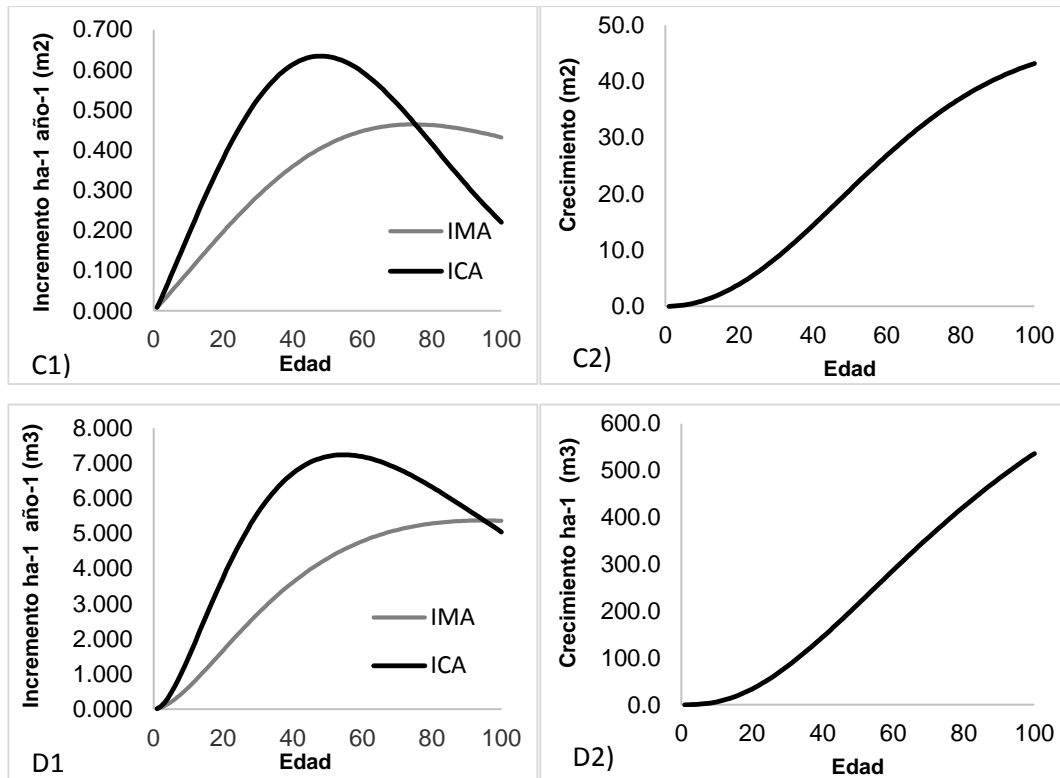 Incremento ha-1 año-1 (m2)
0.700
0.600
0.500
0.400
0.300
0.200
0.100
0.000
0 20 40 60 80 100
Edad
IMA
ICA
C1)
Crecimiento (m2)
50.0
40.0
30.0
20.0
10.0
0.0
0 20 40 60 80 100
Edad
C2)
Incremento ha-1 año-1 (m3)
8.000
7.000
6.000
5.000
4.000
3.000
2.000
1.000
0.000
0 20 40 60 80 100
Edad
IMA
ICA
D1
Crecimiento ha-1 (m3)
600.0
500.0
400.0
300.0
200.0
100.0
0.0
0 20 40 60 80 100
Edad
D2)